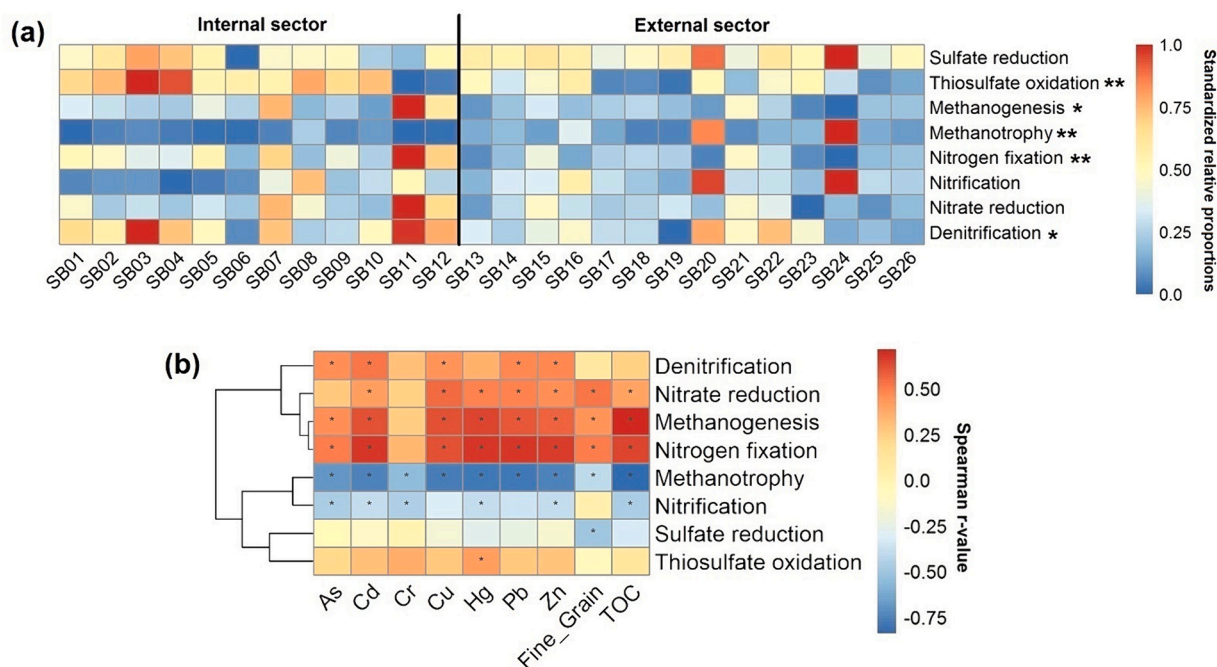 (a)
Internal sector
External sector
Sulfate reduction
Thiosulfate oxidation **
Methanogenesis *
Methanotrophy **
Nitrogen fixation **
Nitrification
Nitrate reduction
Denitrification *
SB01 SB02 SB03 SB04 SB05 SB06 SB07 SB08 SB09 SB10 SB11 SB12 SB13 SB14 SB15 SB16 SB17 SB18 SB19 SB20 SB21 SB22 SB23 SB24 SB25 SB26
1.0
0.75
0.50
0.25
0.0
Standardized relative proportions
(b)
* * * * * Denitrification
* * * * * * * Nitrate reduction
* * * * * * * * Methanogenesis
* * * * * * * * Nitrogen fixation
* * * * * * * * * Methanotrophy
* * * * * * Nitrification
* Sulfate reduction
* Thiosulfate oxidation
As Cd Cr Cu Hg Pb Zn Fine_Grain TOC
0.50
0.25
0.0
-0.25
-0.50
-0.75
Spearman r-value